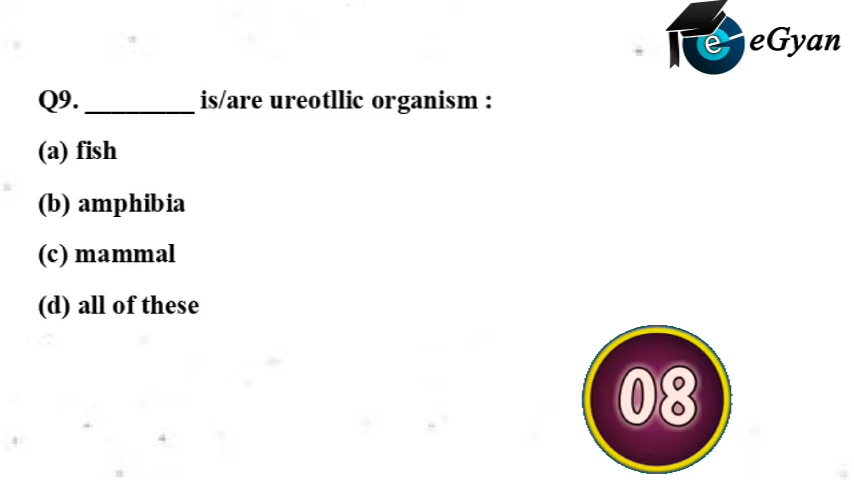 e eGyan
Q9. ________ is/are ureotllic organism :
(a) fish
(b) amphibia
(c) mammal
(d) all of these
08